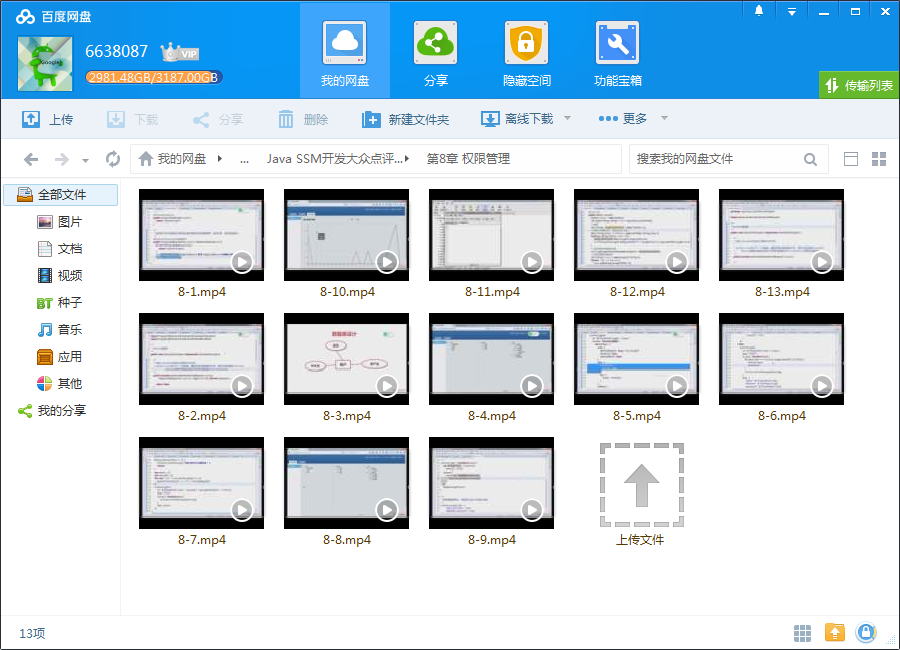 百度网盘
6638087 VIP
2981.48GB/3187.00GB
我的网盘 分享 隐藏空间 功能宝箱
传输列表
上传 下载 分享 删除 新建文件夹 离线下载 更多
我的网盘 ... Java SSM开发大众点评... 第8章 权限管理 搜索我的网盘文件
全部文件
图片
文档
视频
BT 种子
音乐
应用
其他
我的分享
8-1.mp4 8-10.mp4 8-11.mp4 8-12.mp4 8-13.mp4
8-2.mp4 8-3.mp4 8-4.mp4 8-5.mp4 8-6.mp4
8-7.mp4 8-8.mp4 8-9.mp4 上传文件
13项